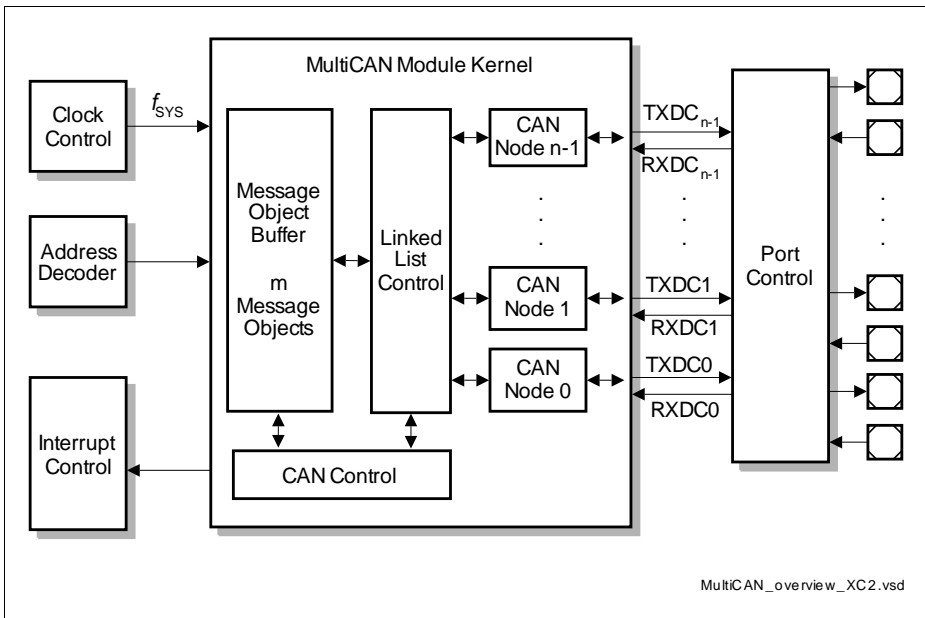 MultiCAN Module Kernel
Clock
Control
fSYS
Address
Decoder
Interrupt
Control
Message
Object
Buffer
m
Message
Objects
Linked
List
Control
CAN Control
CAN
Node n-1
.
.
.
CAN
Node 1
CAN
Node 0
TXDCn-1
RXDCn-1
.
.
.
TXDC1
RXDC1
TXDC0
RXDC0
Port
Control
.
.
.
MultiCAN_overview_XC2.vsd